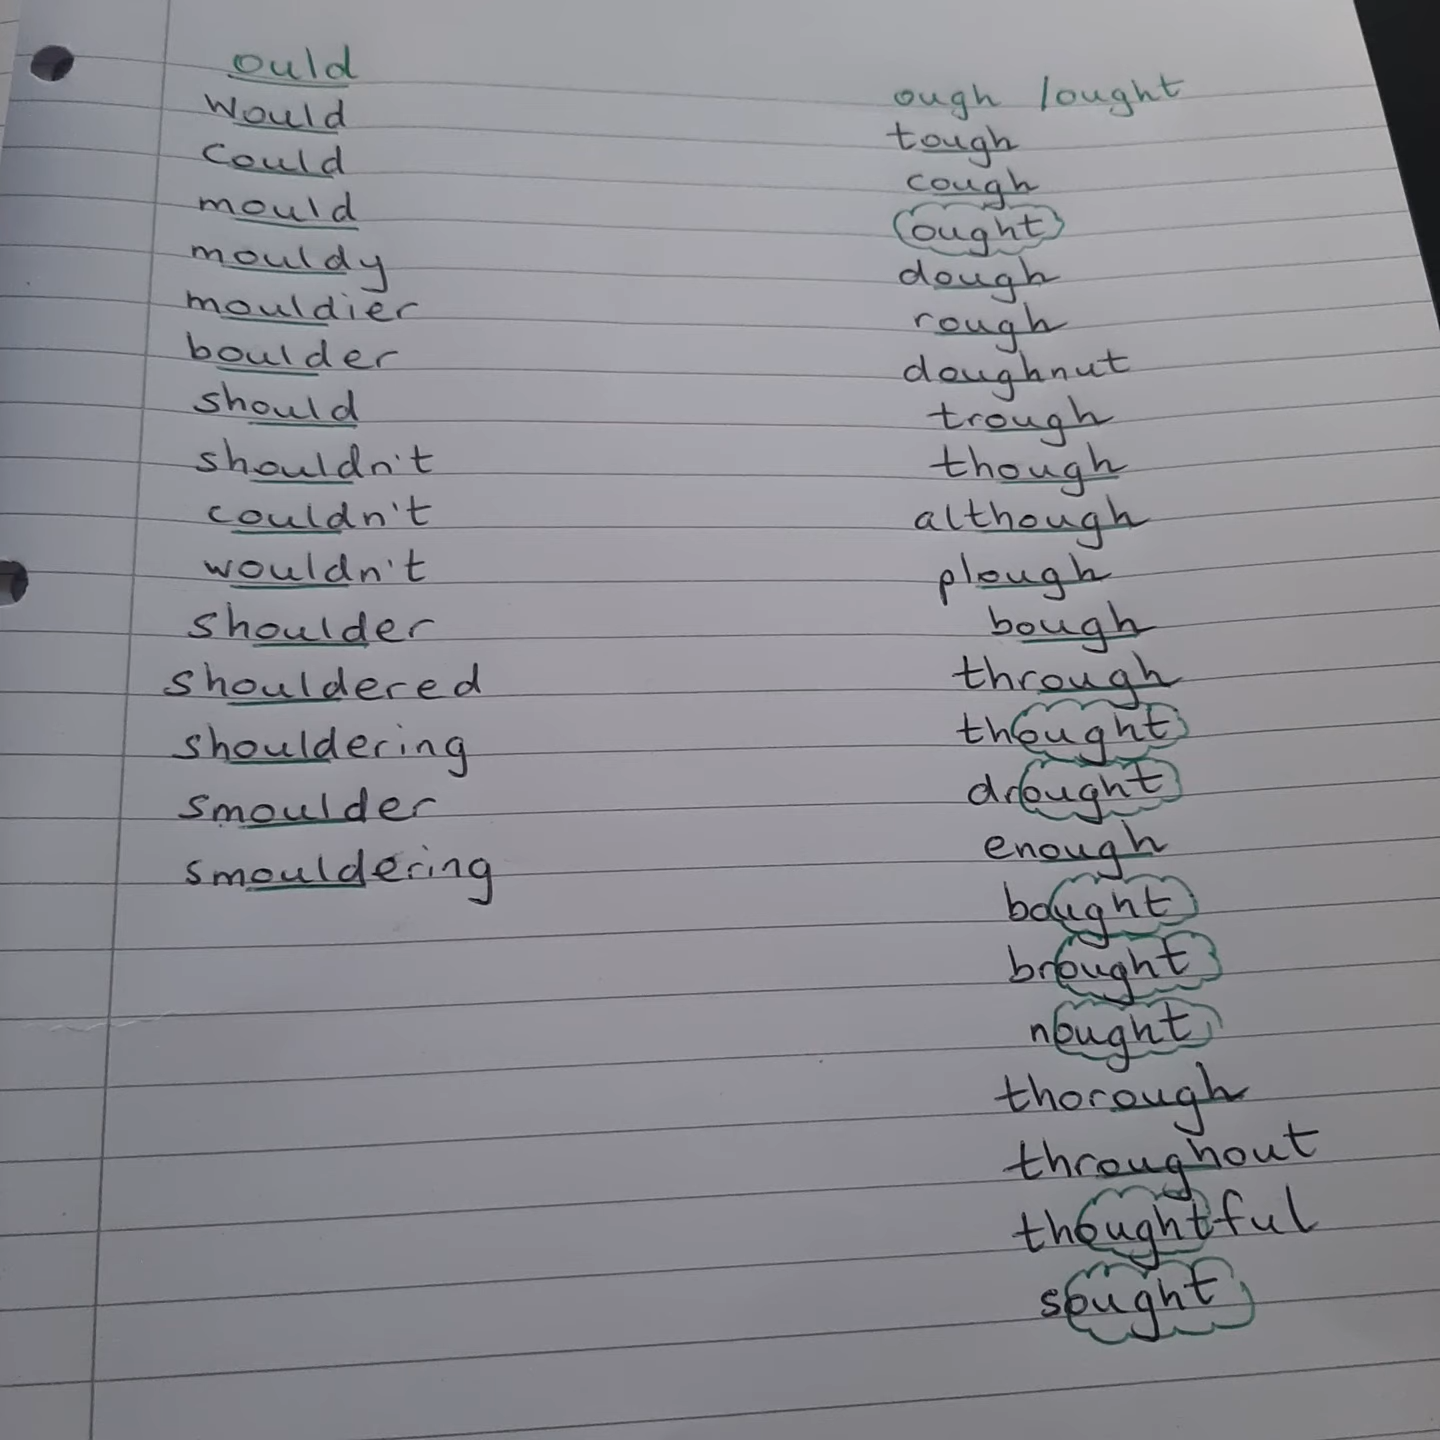 ould
would
could
mould
mouldy
mouldier
boulder
should
shouldn't
couldn't
wouldn't
shoulder
shouldered
shouldering
smoulder
smouldering
ough /ought
tough
cough
ought
dough
rough
doughnut
trough
though
although
plough
bough
through
thought
drought
enough
bought
brought
nought
thorough
throughout
thoughtful
sought